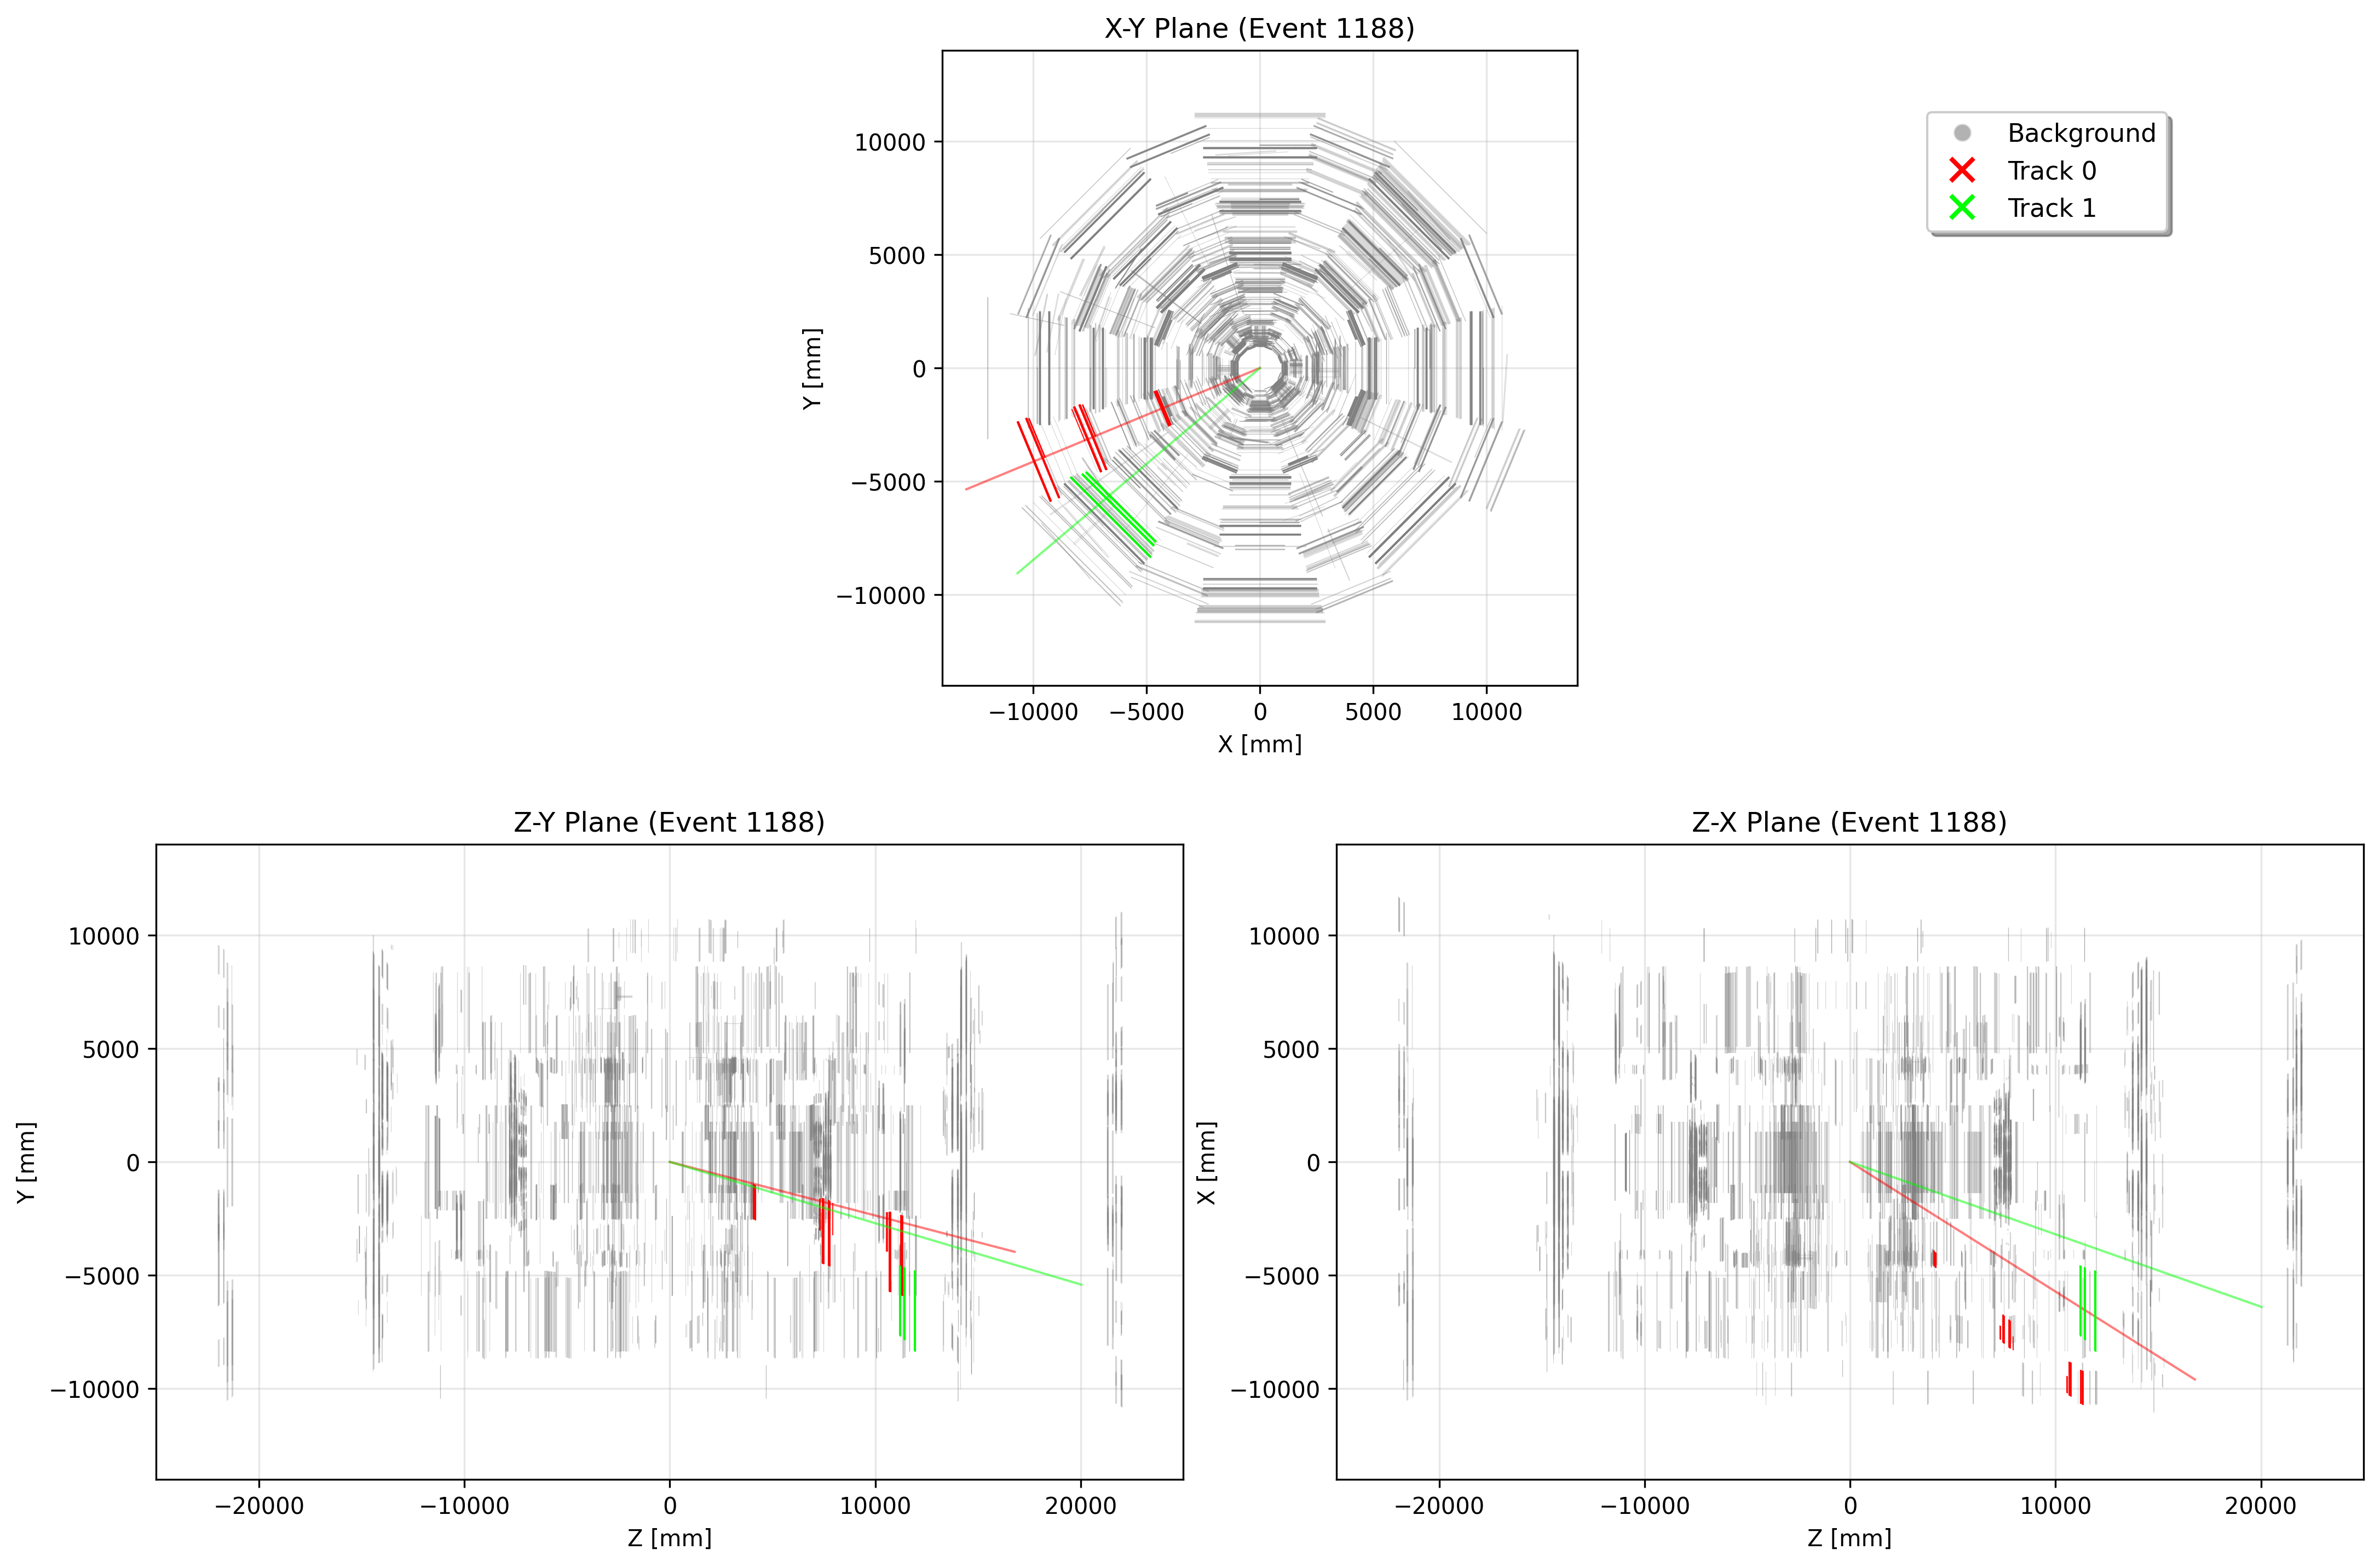 X-Y Plane (Event 1188)
10000
5000
0
−5000
−10000
Y [mm]
−10000 −5000 0 5000 10000
X [mm]
Background
Track 0
Track 1
Z-Y Plane (Event 1188)
10000
5000
0
−5000
−10000
Y [mm]
−20000 −10000 0 10000 20000
Z [mm]
Z-X Plane (Event 1188)
10000
5000
0
−5000
−10000
X [mm]
−20000 −10000 0 10000 20000
Z [mm]